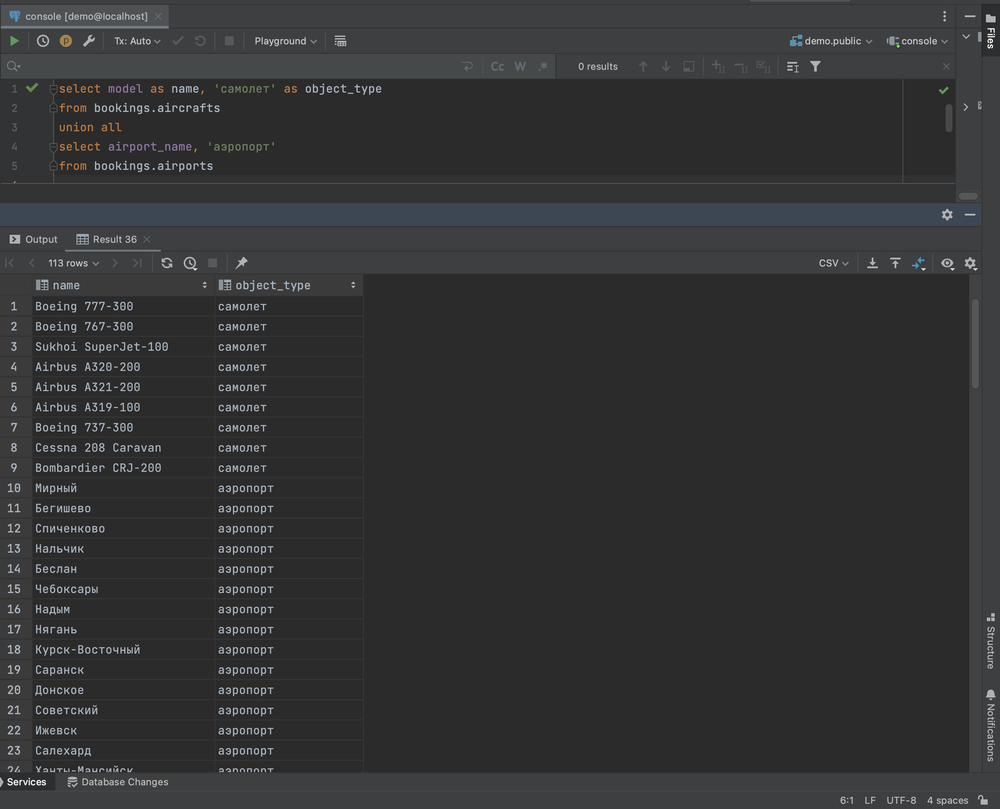 console [demo@localhost]
Tx: Auto
Playground
demo.public
console
Files
Cc W .*
0 results
1 select model as name, 'самолет' as object_type
2 from bookings.aircrafts
3 union all
4 select airport_name, 'аэропорт'
5 from bookings.airports
Output
Result 36
113 rows
CSV
name object_type
1 Boeing 777-300 самолет
2 Boeing 767-300 самолет
3 Sukhoi SuperJet-100 самолет
4 Airbus A320-200 самолет
5 Airbus A321-200 самолет
6 Airbus A319-100 самолет
7 Boeing 737-300 самолет
8 Cessna 208 Caravan самолет
9 Bombardier CRJ-200 самолет
10 Мирный аэропорт
11 Бегишево аэропорт
12 Спиченково аэропорт
13 Нальчик аэропорт
14 Беслан аэропорт
15 Чебоксары аэропорт
16 Надым аэропорт
17 Нягань аэропорт
18 Курск-Восточный аэропорт
19 Саранск аэропорт
20 Донское аэропорт
21 Советский аэропорт
22 Ижевск аэропорт
23 Салехард аэропорт
24 Ханты-Мансийск аэропорт
Structure
Notifications
Services
Database Changes
6:1 LF UTF-8 4 spaces